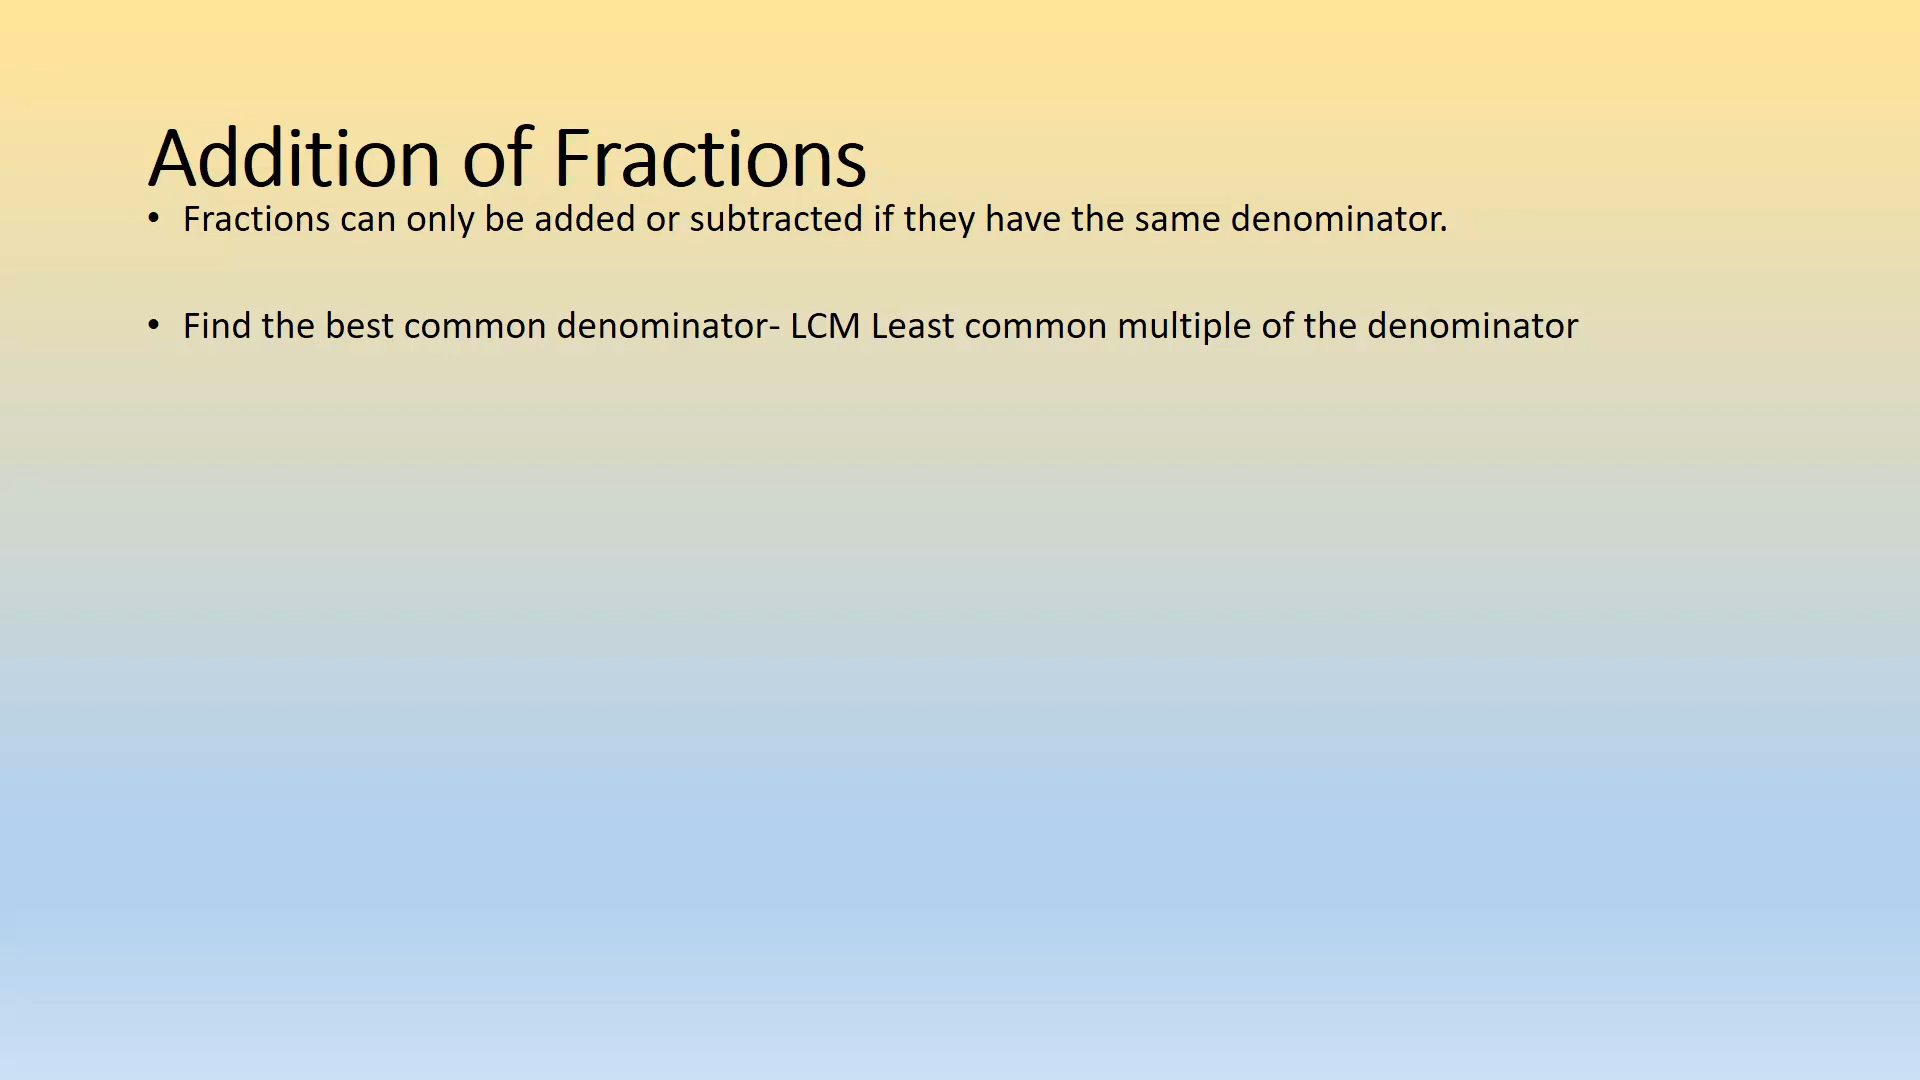 Addition of Fractions
• Fractions can only be added or subtracted if they have the same denominator.
• Find the best common denominator- LCM Least common multiple of the denominator